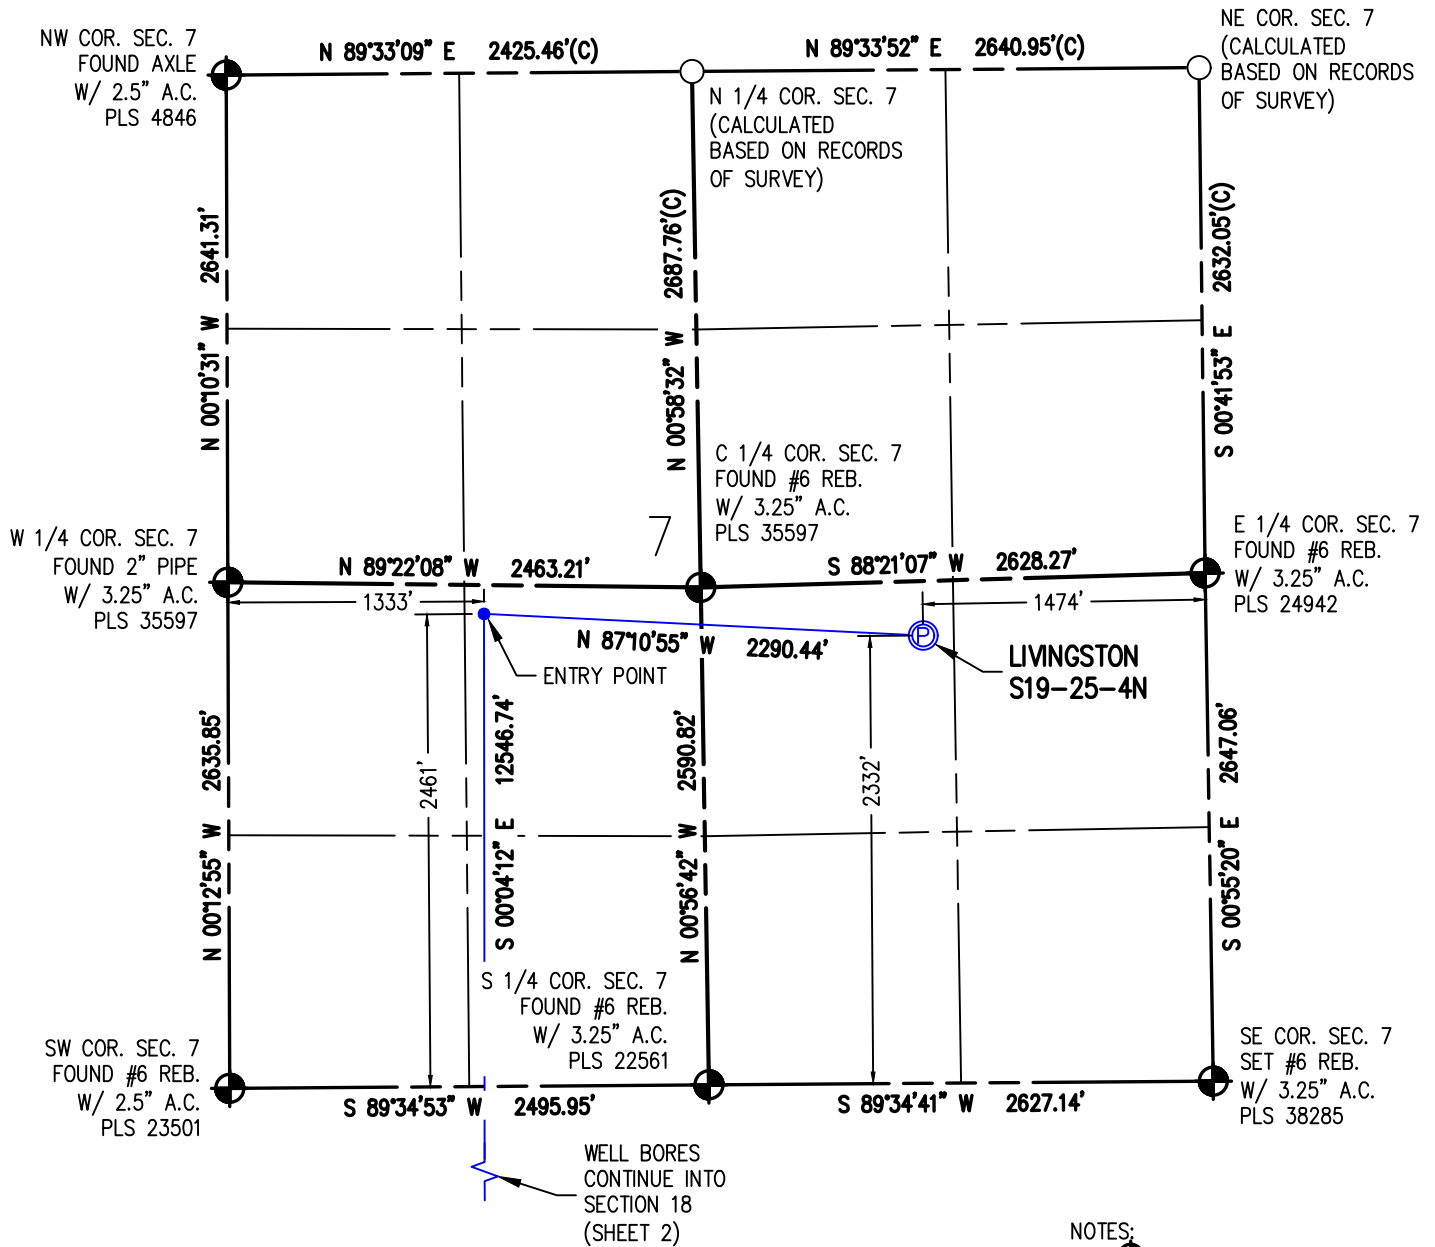 NW COR. SEC. 7
FOUND AXLE
W/ 2.5" A.C.
PLS 4846
N 89°33'09" E 2425.46'(C)
N 89°33'52" E 2640.95'(C)
NE COR. SEC. 7
(CALCULATED
BASED ON RECORDS
OF SURVEY)
N 1/4 COR. SEC. 7
(CALCULATED
BASED ON RECORDS
OF SURVEY)
N 00°10'31" W 2641.31'
N 00°58'32" W 2687.76'(C)
S 00°41'53" E 2632.05'(C)
C 1/4 COR. SEC. 7
FOUND #6 REB.
W/ 3.25" A.C.
PLS 35597
7
W 1/4 COR. SEC. 7
FOUND 2" PIPE
W/ 3.25" A.C.
PLS 35597
N 89°22'08" W 2463.21'
S 88°21'07" W 2628.27'
E 1/4 COR. SEC. 7
FOUND #6 REB.
W/ 3.25" A.C.
PLS 24942
1333'
1474'
N 87°10'55" W 2290.44'
P
ENTRY POINT
LIVINGSTON
S19-25-4N
N 00°12'55" W 2635.85'
2461'
S 00°04'12" E 12546.74'
N 00°56'42" W 2590.82'
2332'
S 00°55'20" E 2647.06'
S 1/4 COR. SEC. 7
FOUND #6 REB.
W/ 3.25" A.C.
PLS 22561
SW COR. SEC. 7
FOUND #6 REB.
W/ 2.5" A.C.
PLS 23501
S 89°34'53" W 2495.95'
S 89°34'41" W 2627.14'
SE COR. SEC. 7
SET #6 REB.
W/ 3.25" A.C.
PLS 38285
WELL BORES
CONTINUE INTO
SECTION 18
(SHEET 2)
NOTES: